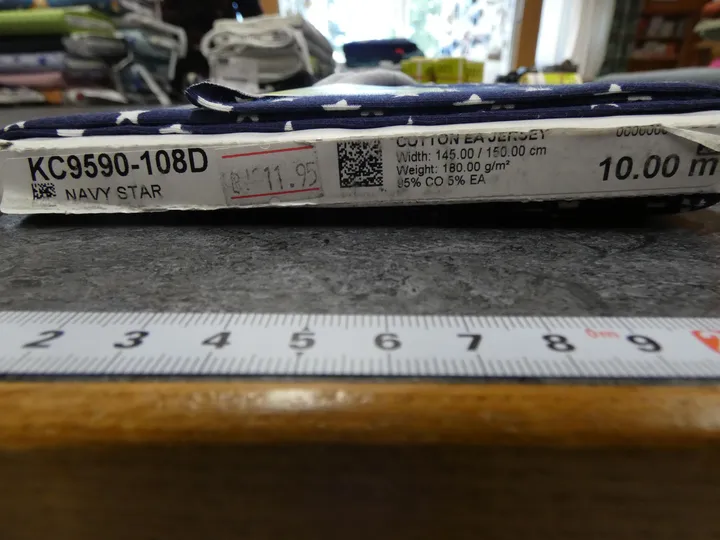 KC9590-108D
NAVY STAR
11.95
COTTON EA JERSEY
Width: 145.00 / 150.00 cm
Weight: 180.00 g/m²
95% CO 5% EA
10.00 m
2 3 4 5 6 7 8 6m 9